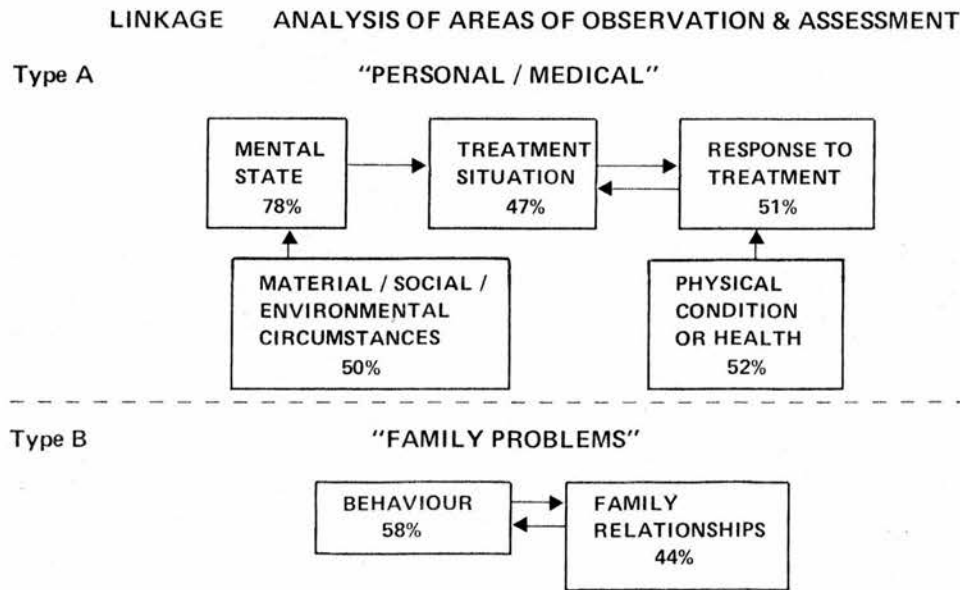 LINKAGE ANALYSIS OF AREAS OF OBSERVATION & ASSESSMENT
Type A
"PERSONAL / MEDICAL"
MENTAL
STATE
78%
TREATMENT
SITUATION
47%
RESPONSE TO
TREATMENT
51%
MATERIAL / SOCIAL /
ENVIRONMENTAL
CIRCUMSTANCES
50%
PHYSICAL
CONDITION
OR HEALTH
52%
Type B
"FAMILY PROBLEMS"
BEHAVIOUR
58%
FAMILY
RELATIONSHIPS
44%